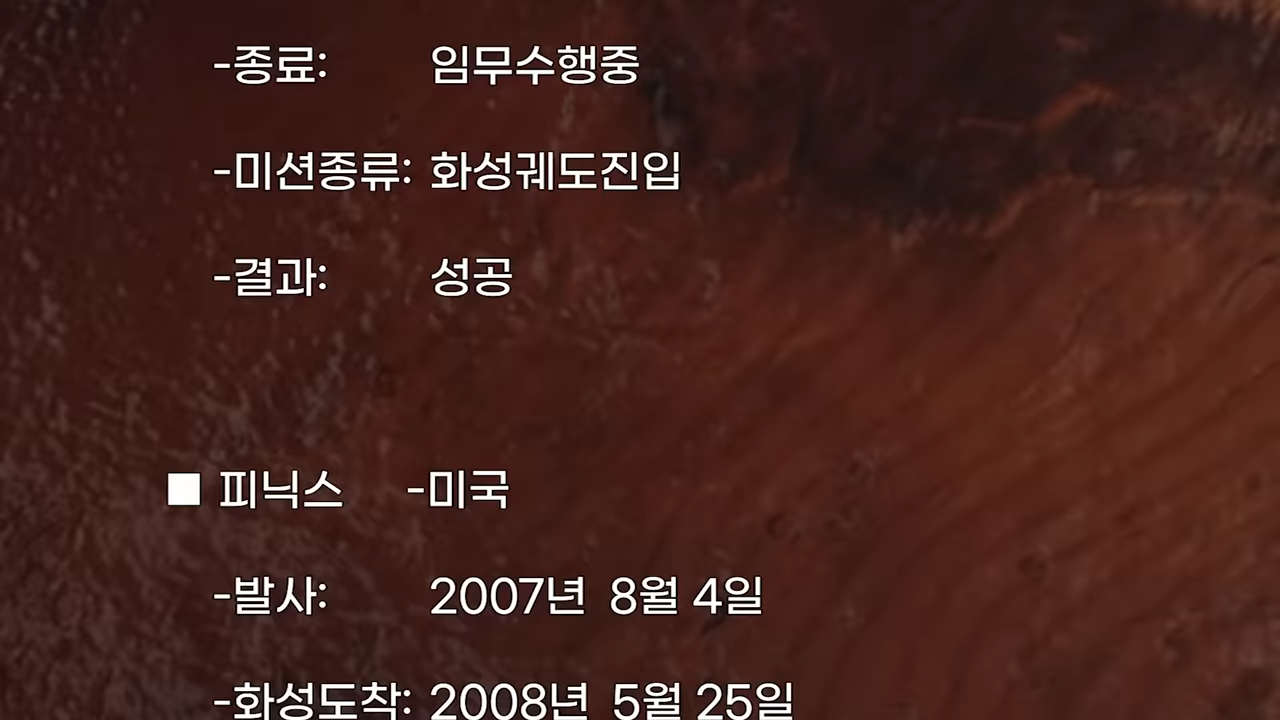 -종료: 임무수행중
-미션종류: 화성궤도진입
-결과: 성공
■ 피닉스 -미국
-발사: 2007년 8월 4일
-화성도착: 2008년 5월 25일